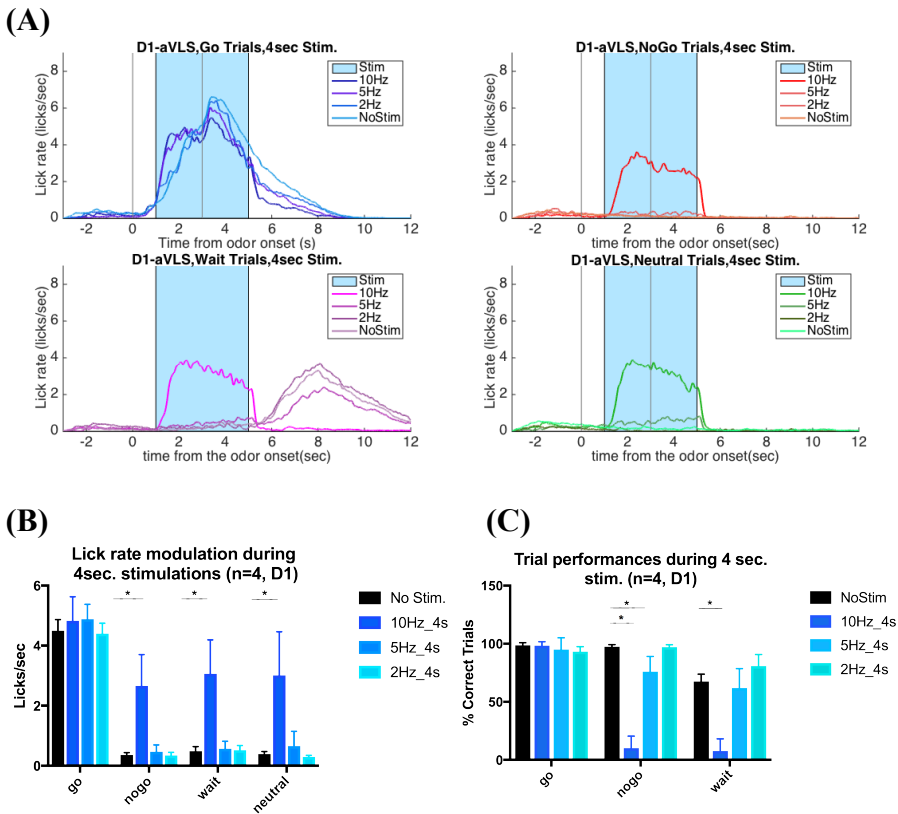 (A)
D1-aVLS,Go Trials,4sec Stim.
Lick rate (licks/sec)
8
6
4
2
0
-2 0 2 4 6 8 10 12
Time from odor onset (s)
Stim
10Hz
5Hz
2Hz
NoStim
D1-aVLS,NoGo Trials,4sec Stim.
Lick rate (licks/sec)
8
6
4
2
0
-2 0 2 4 6 8 10 12
time from the odor onset(sec)
Stim
10Hz
5Hz
2Hz
NoStim
D1-aVLS,Wait Trials,4sec Stim.
Lick rate (licks/sec)
8
6
4
2
0
-2 0 2 4 6 8 10 12
time from the odor onset(sec)
Stim
10Hz
5Hz
2Hz
NoStim
D1-aVLS,Neutral Trials,4sec Stim.
Lick rate (licks/sec)
8
6
4
2
0
-2 0 2 4 6 8 10 12
time from the odor onset(sec)
Stim
10Hz
5Hz
2Hz
NoStim
(B)
Lick rate modulation during
4sec. stimulations (n=4, D1)
Licks/sec
6
4
2
0
* * *
go nogo wait neutral
No Stim.
10Hz_4s
5Hz_4s
2Hz_4s
(C)
Trial performances during 4 sec.
stim. (n=4, D1)
% Correct Trials
150
100
50
0
* *
*
go nogo wait
NoStim
10Hz_4s
5Hz_4s
2Hz_4s